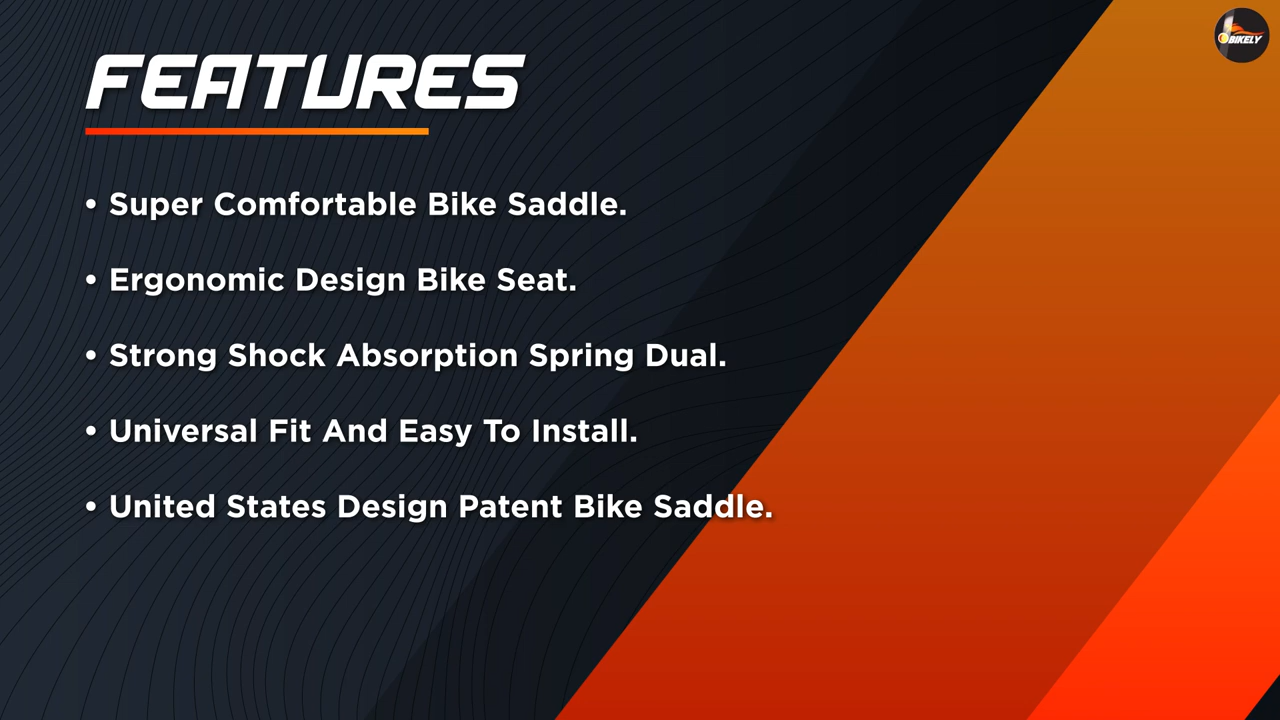 BIKELY
FEATURES
• Super Comfortable Bike Saddle.
• Ergonomic Design Bike Seat.
• Strong Shock Absorption Spring Dual.
• Universal Fit And Easy To Install.
• United States Design Patent Bike Saddle.